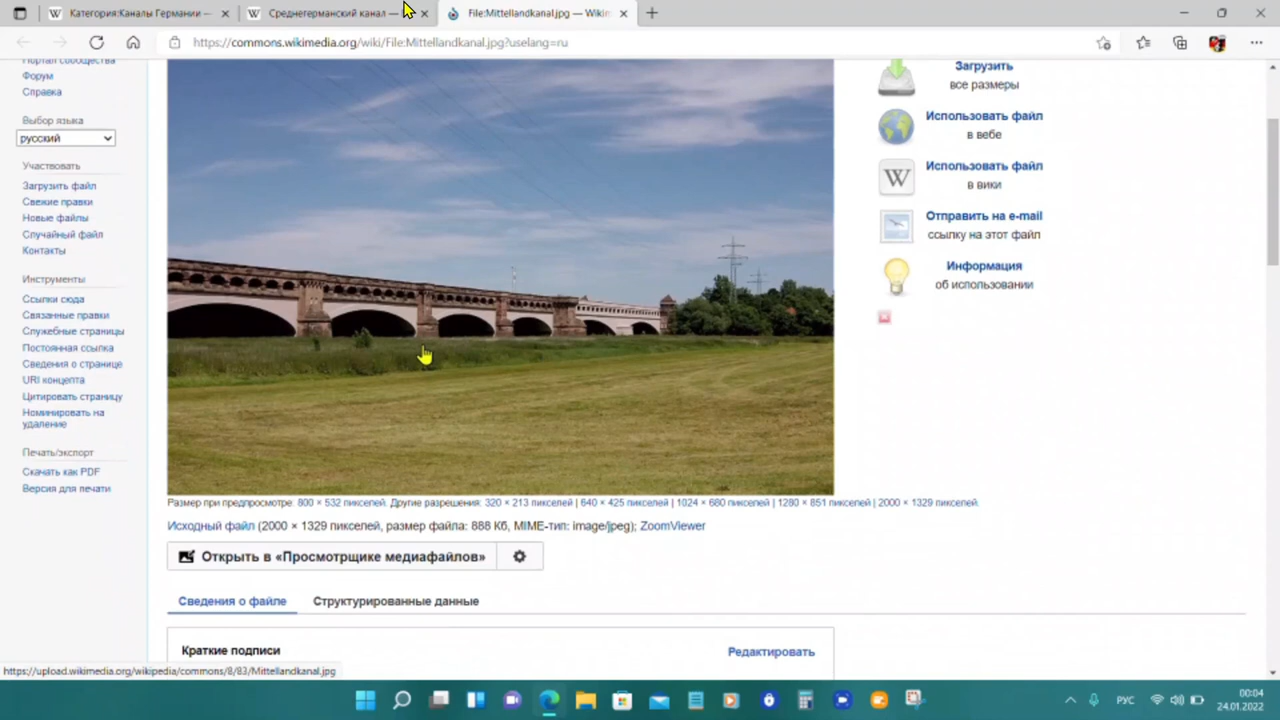 Категория:Каналы Германии —
Среднегерманский канал —
File:Mittellandkanal.jpg — Wikim
https://commons.wikimedia.org/wiki/File:Mittellandkanal.jpg?uselang=ru
Портал сообщества
Форум
Справка
Выбор языка
русский
Участвовать
Загрузить файл
Свежие правки
Новые файлы
Случайный файл
Контакты
Инструменты
Ссылки сюда
Связанные правки
Служебные страницы
Постоянная ссылка
Сведения о странице
URI концепта
Цитировать страницу
Номинировать на
удаление
Печать/экспорт
Скачать как PDF
Версия для печати
Загрузить
все размеры
Использовать файл
в вебе
W
Использовать файл
в вики
Отправить на e-mail
ссылку на этот файл
Информация
об использовании
Размер при предпросмотре: 800 × 532 пикселей. Другие разрешения: 320 × 213 пикселей | 640 × 425 пикселей | 1024 × 680 пикселей | 1280 × 851 пикселей | 2000 × 1329 пикселей.
Исходный файл (2000 × 1329 пикселей, размер файла: 888 Кб, MIME-тип: image/jpeg); ZoomViewer
Открыть в «Просмотрщике медиафайлов»
Сведения о файле
Структурированные данные
Краткие подписи
Редактировать
https://upload.wikimedia.org/wikipedia/commons/8/83/Mittellandkanal.jpg
РУС
00:04
24.01.2022